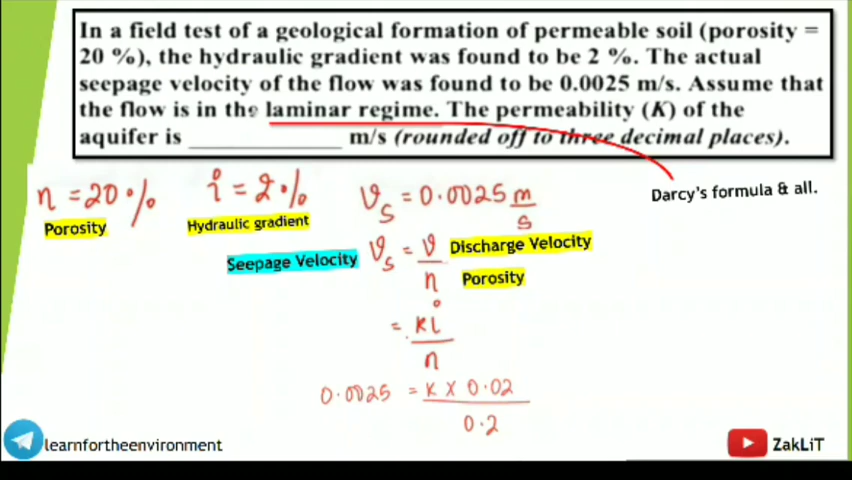 In a field test of a geological formation of permeable soil (porosity =
20 %), the hydraulic gradient was found to be 2 %. The actual
seepage velocity of the flow was found to be 0.0025 m/s. Assume that
the flow is in the laminar regime. The permeability (K) of the
aquifer is ____________ m/s (rounded off to three decimal places).
Darcy's formula & all.
n = 20 % i = 2 % Vs = 0.0025 m/s
Porosity Hydraulic gradient
Seepage Velocity Vs = V/n Discharge Velocity
Porosity
= Ki/n
0.0025 = K X 0.02
0.2
learnfortheenvironment
ZakLiT